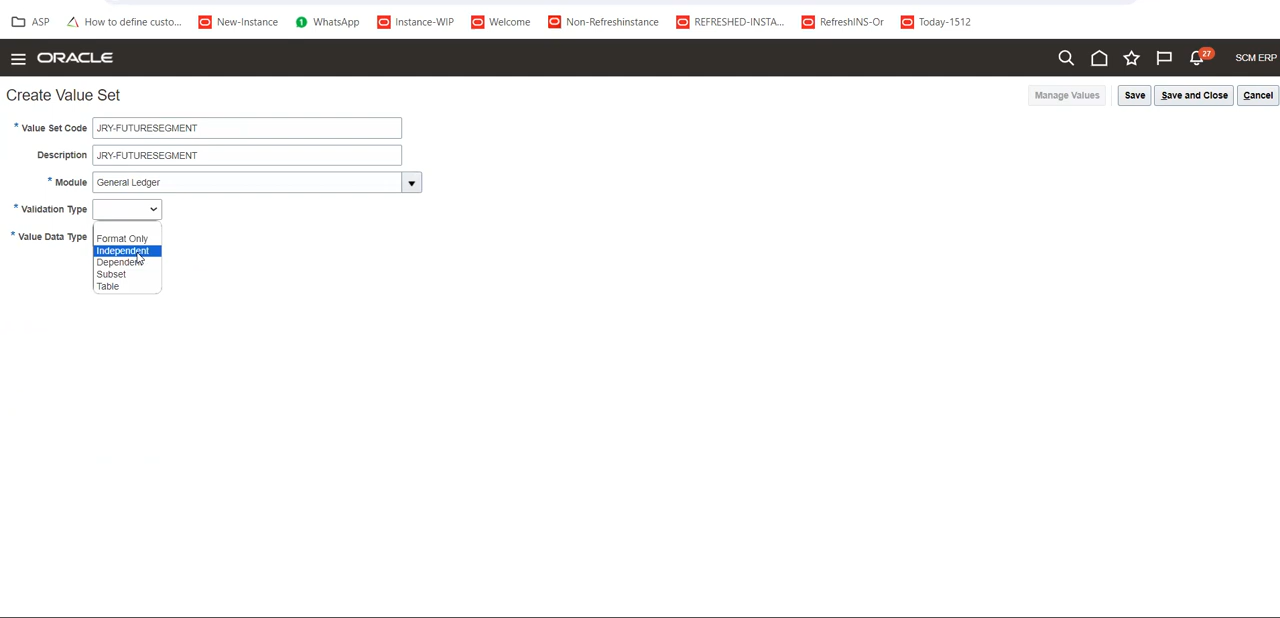 ASP How to define custo... New-Instance WhatsApp Instance-WIP Welcome Non-Refreshinstance REFRESHED-INSTA... RefreshINS-Or Today-1512
ORACLE 27 SCM ERP
Create Value Set Manage Values Save Save and Close Cancel
* Value Set Code JRY-FUTURESEGMENT
Description JRY-FUTURESEGMENT
* Module General Ledger
* Validation Type
* Value Data Type
Format Only
Independent
Dependent
Subset
Table